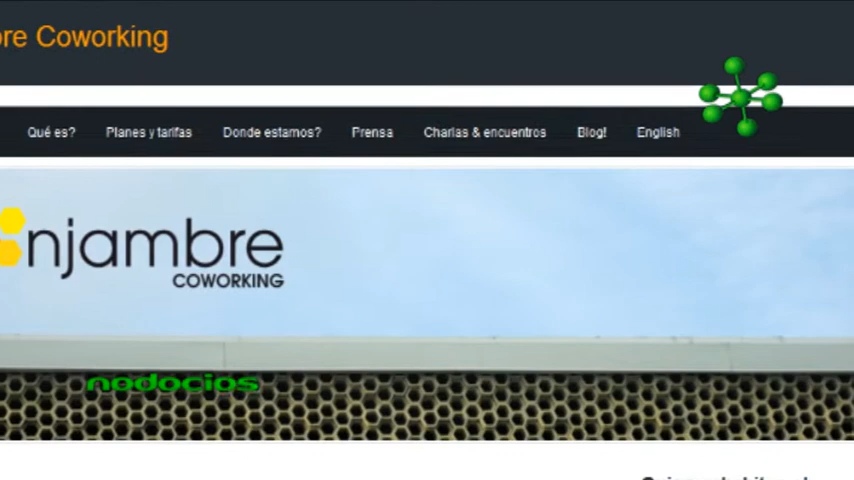 re Coworking
Qué es?
Planes y tarifas
Donde estamos?
Prensa
Charlas & encuentros
Blog!
English
njambre
COWORKING
nodocios